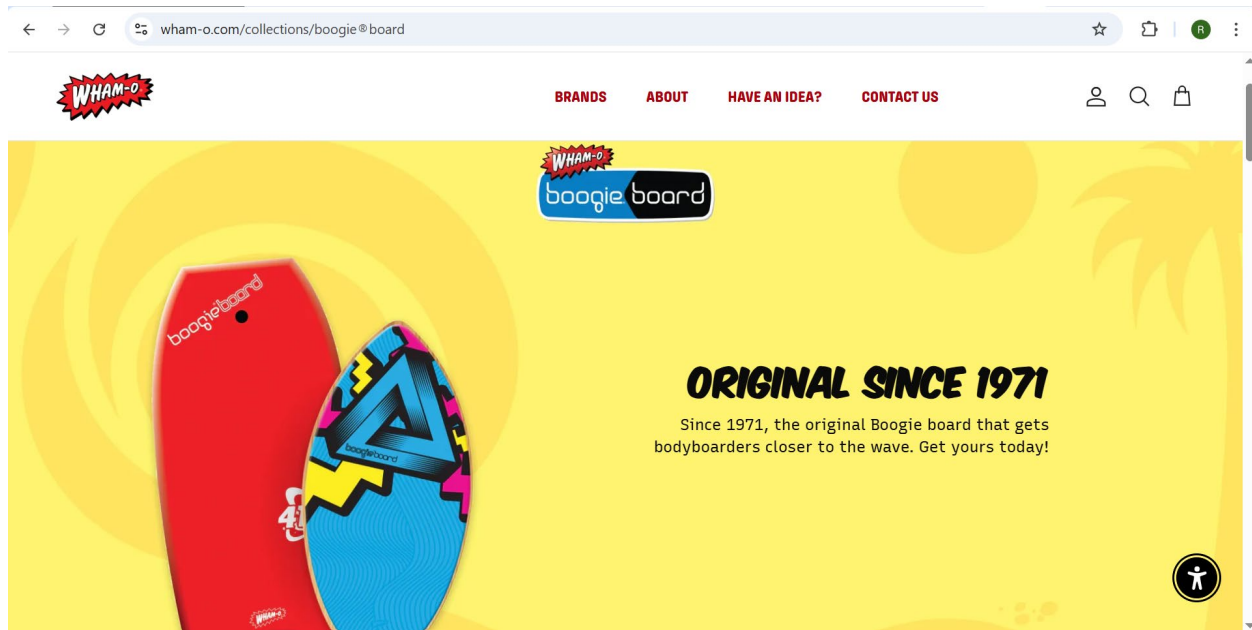 wham-o.com/collections/boogie®board
R
WHAM-O
BRANDS ABOUT HAVE AN IDEA? CONTACT US
WHAM-O
boogie board
boogieboard
ORIGINAL SINCE 1971
Since 1971, the original Boogie board that gets
bodyboarders closer to the wave. Get yours today!
boogieboard
WHAM-O